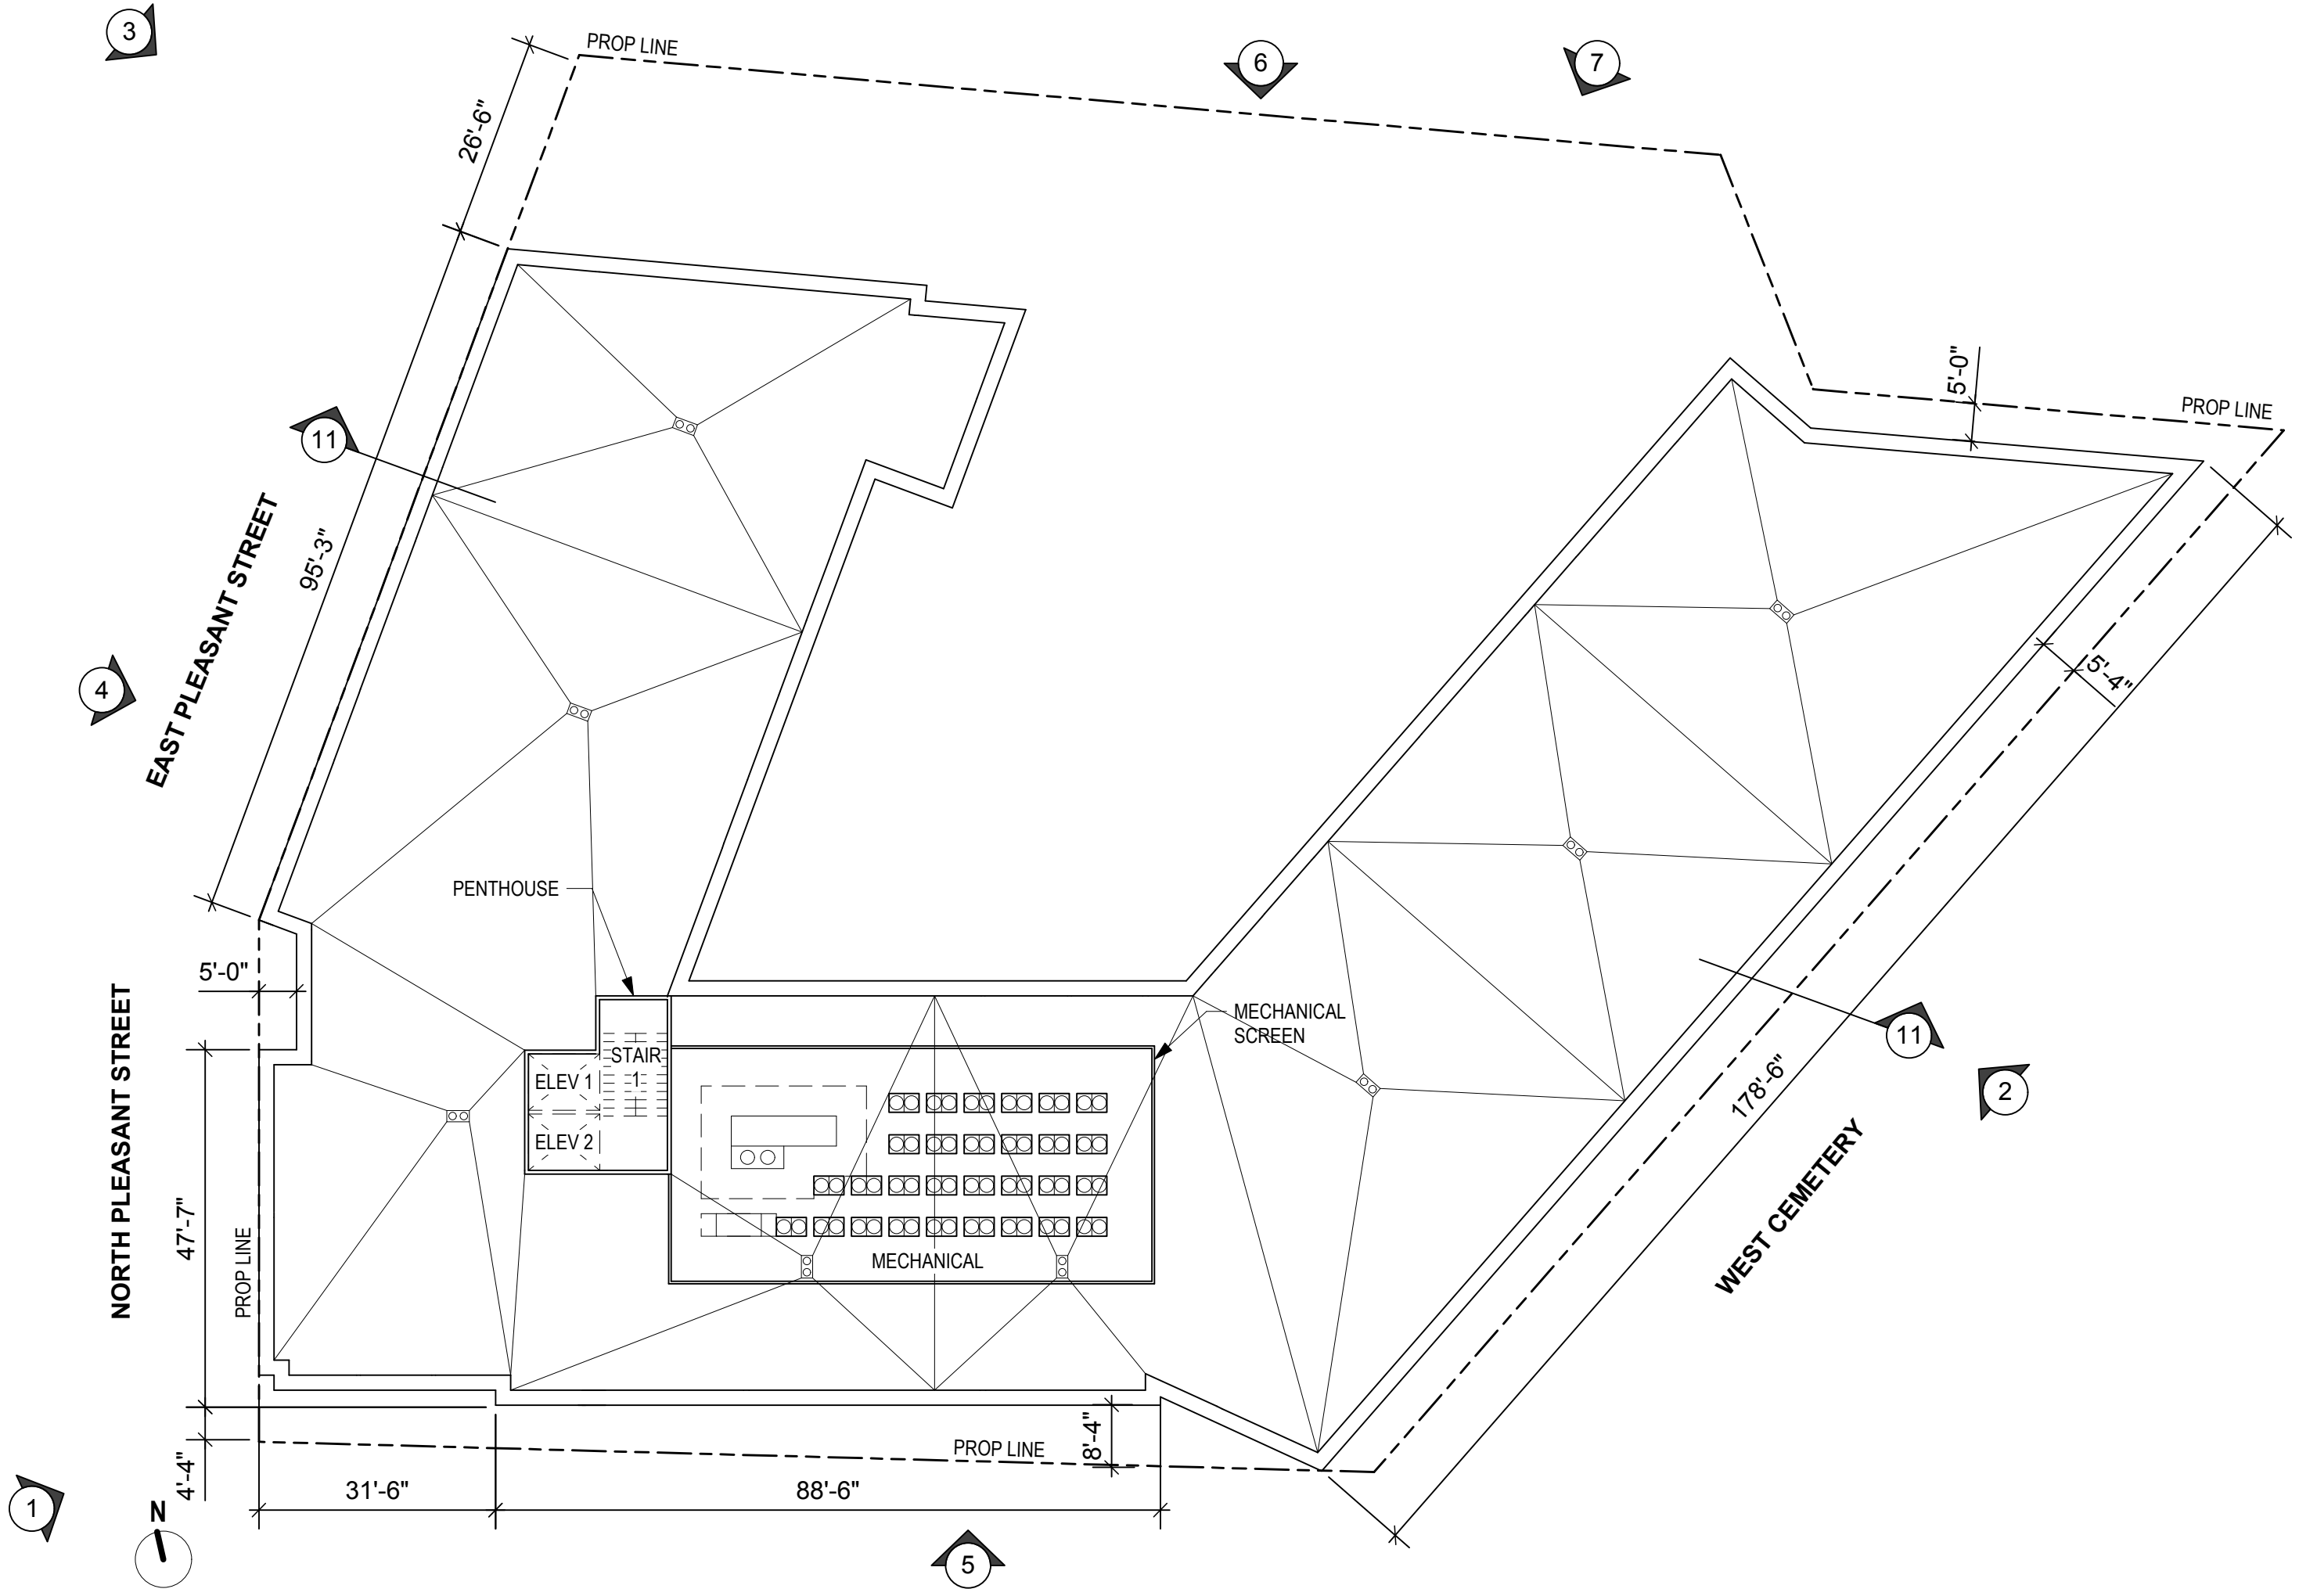 3
PROP LINE
6
7
26'-6"
5'-0"
PROP LINE
11
95'-3"
EAST PLEASANT STREET
5'-4"
4
PENTHOUSE
5'-0"
NORTH PLEASANT STREET
MECHANICAL
SCREEN
11
STAIR
1
ELEV 1
ELEV 2
178'-6"
2
WEST CEMETERY
47'-7"
PROP LINE
MECHANICAL
8'-4"
PROP LINE
4'-4"
31'-6"
88'-6"
1
N
5